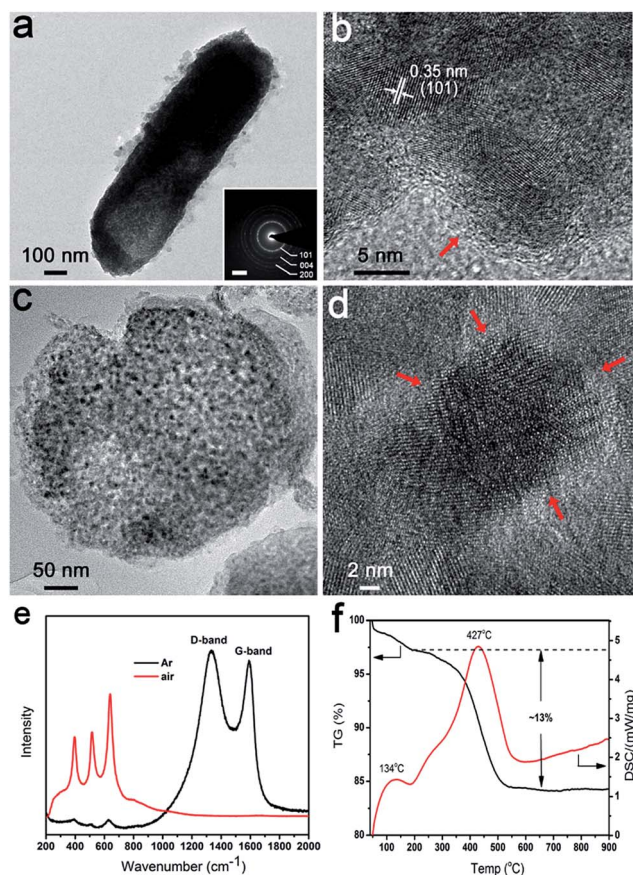 a
100 nm
101
004
200
b
0.35 nm
(101)
5 nm
c
50 nm
d
2 nm
e
Intensity
D-band
G-band
Ar
air
200 400 600 800 1000 1200 1400 1600 1800 2000
Wavenumber (cm-1)
f
TG (%)
100
95
90
85
80
427°C
134°C
~13%
5
4
3
2
1
0
DSC/(mW/mg)
100 200 300 400 500 600 700 800 900
Temp (°C)